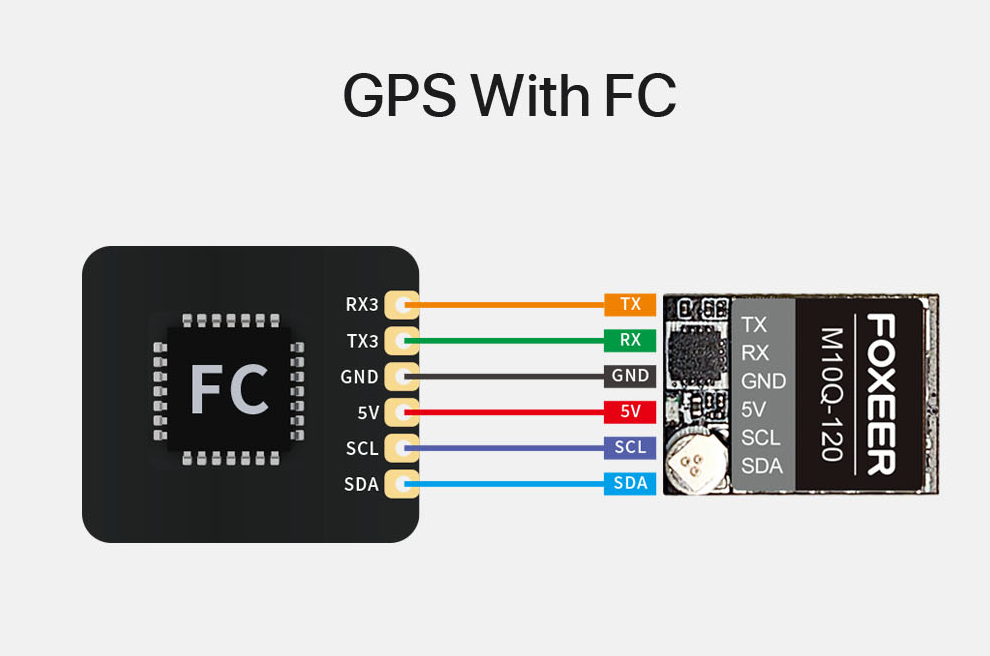 GPS With FC
FC
RX3
TX3
GND
5V
SCL
SDA
TX
RX
GND
5V
SCL
SDA
TX
RX
GND
5V
SCL
SDA
M10Q-120
FOXEER